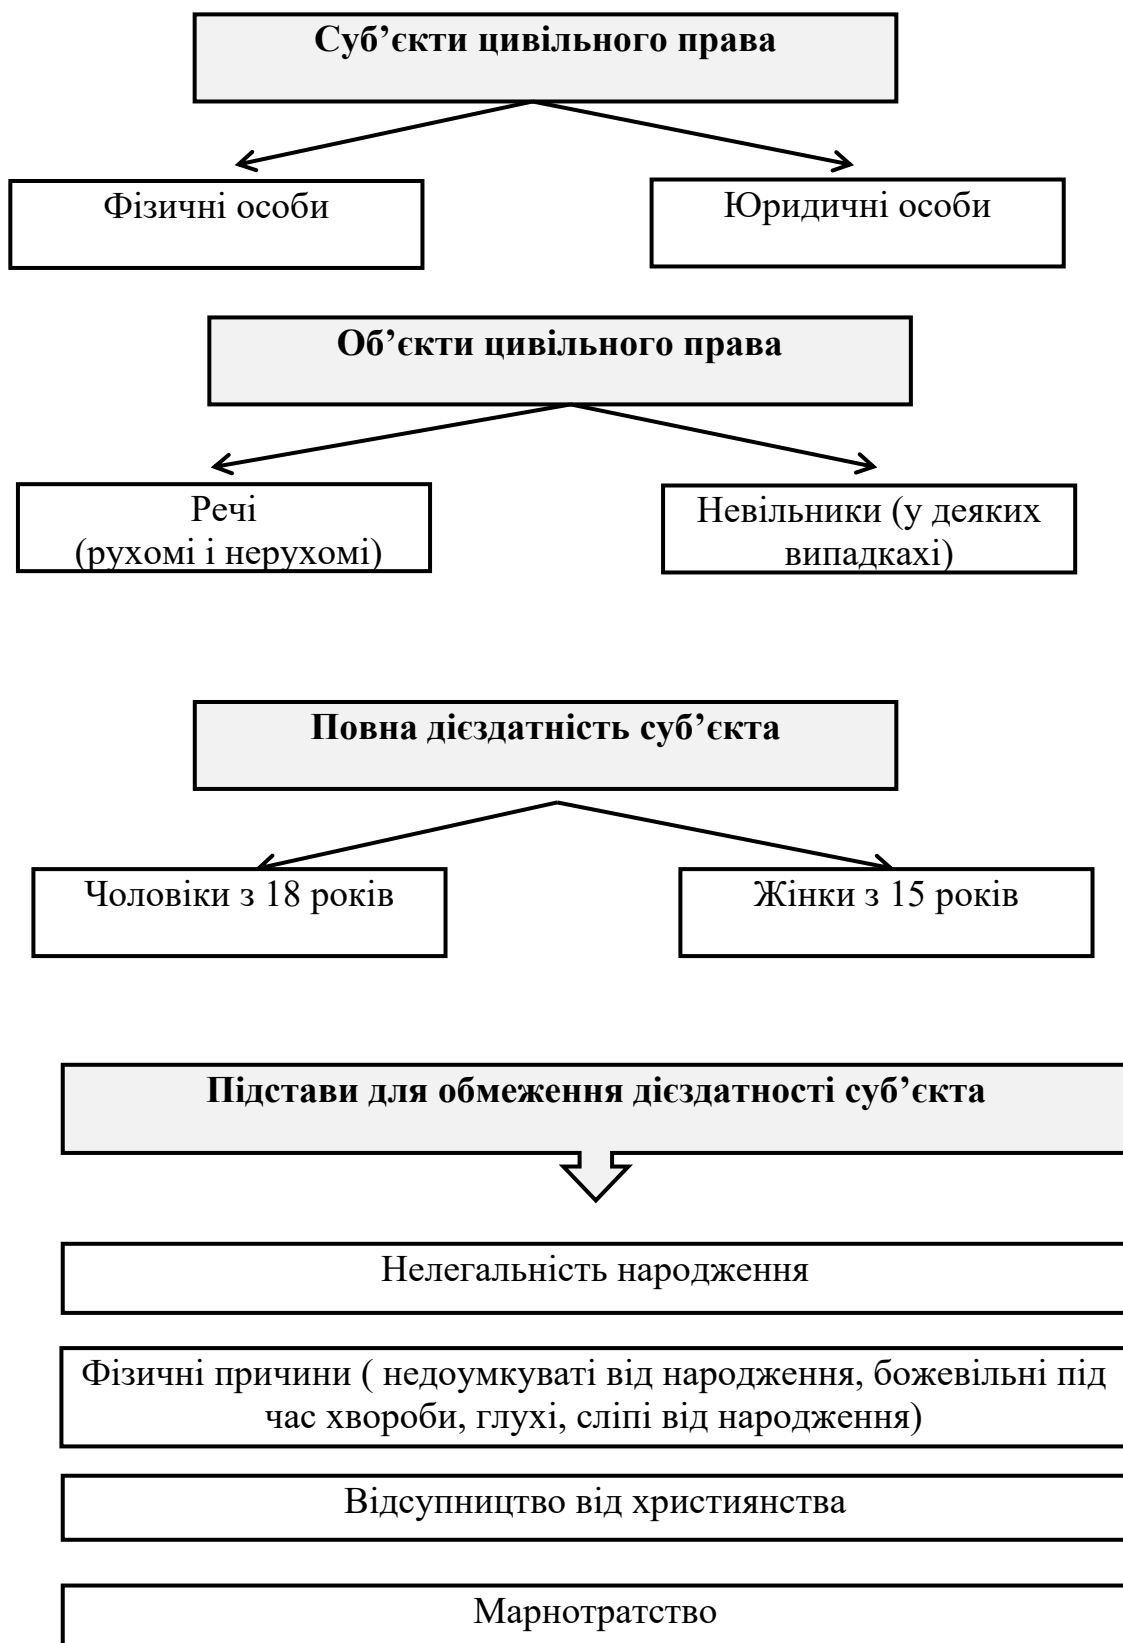 Суб’єкти цивільного права
Фізичні особи
Юридичні особи
Об’єкти цивільного права
Речі
(рухомі і нерухомі)
Невільники (у деяких
випадкахі)
Повна дієздатність суб’єкта
Чоловіки з 18 років
Жінки з 15 років
Підстави для обмеження дієздатності суб’єкта
Нелегальність народження
Фізичні причини ( недоумкуваті від народження, божевільні під
час хвороби, глухі, сліпі від народження)
Відсупництво від християнства
Марнотратство